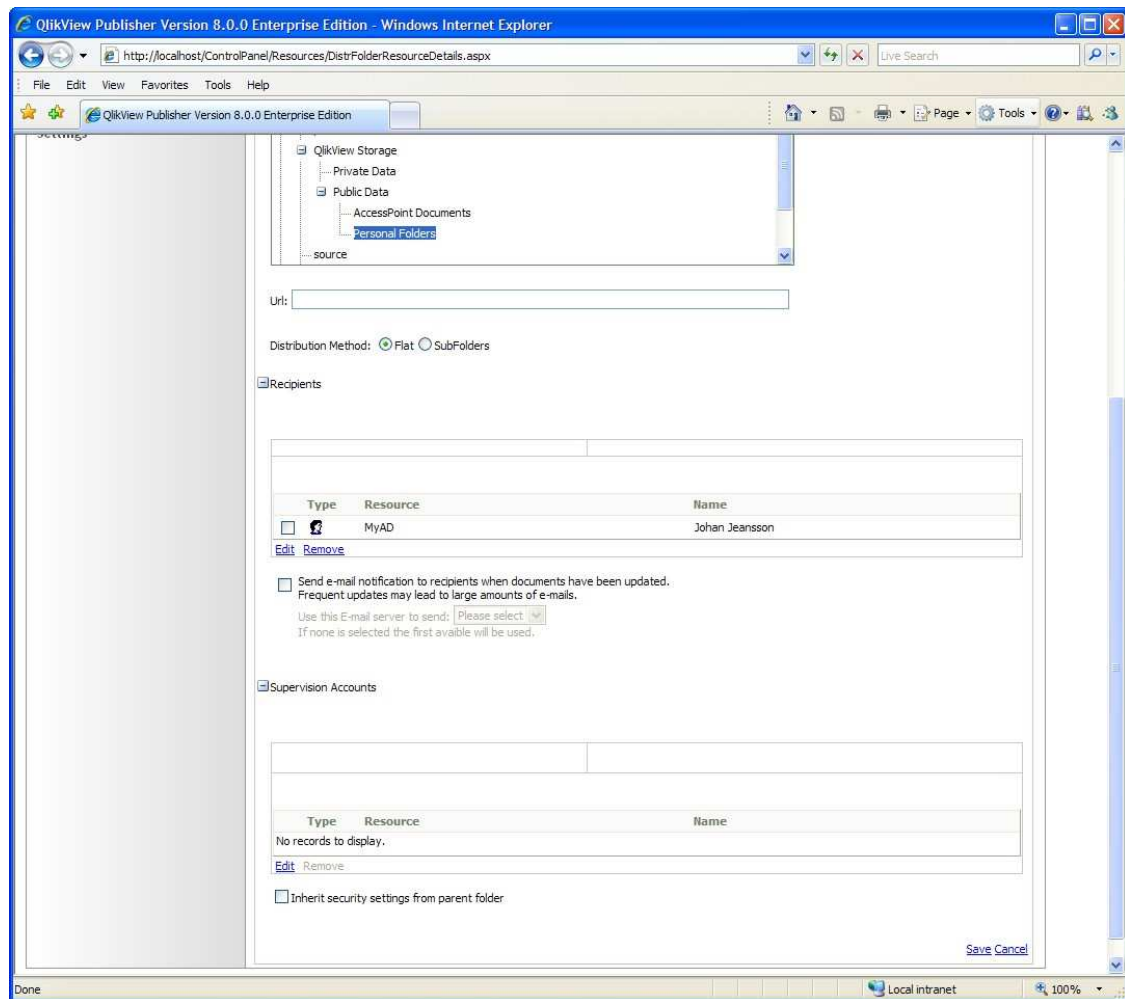 QlikView Publisher Version 8.0.0 Enterprise Edition - Windows Internet Explorer
http://localhost/ControlPanel/Resources/DistrFolderResourceDetails.aspx
Live Search
File Edit View Favorites Tools Help
QlikView Publisher Version 8.0.0 Enterprise Edition
Page Tools
Settings
QlikView Storage
Private Data
Public Data
AccessPoint Documents
Personal Folders
source
Url:
Distribution Method: Flat SubFolders
Recipients
Type Resource Name
MyAD Johan Jeansson
Edit Remove
Send e-mail notification to recipients when documents have been updated.
Frequent updates may lead to large amounts of e-mails.
Use this E-mail server to send: Please select
If none is selected the first avaible will be used.
Supervision Accounts
Type Resource Name
No records to display.
Edit Remove
Inherit security settings from parent folder
Save Cancel
Done Local intranet 100%